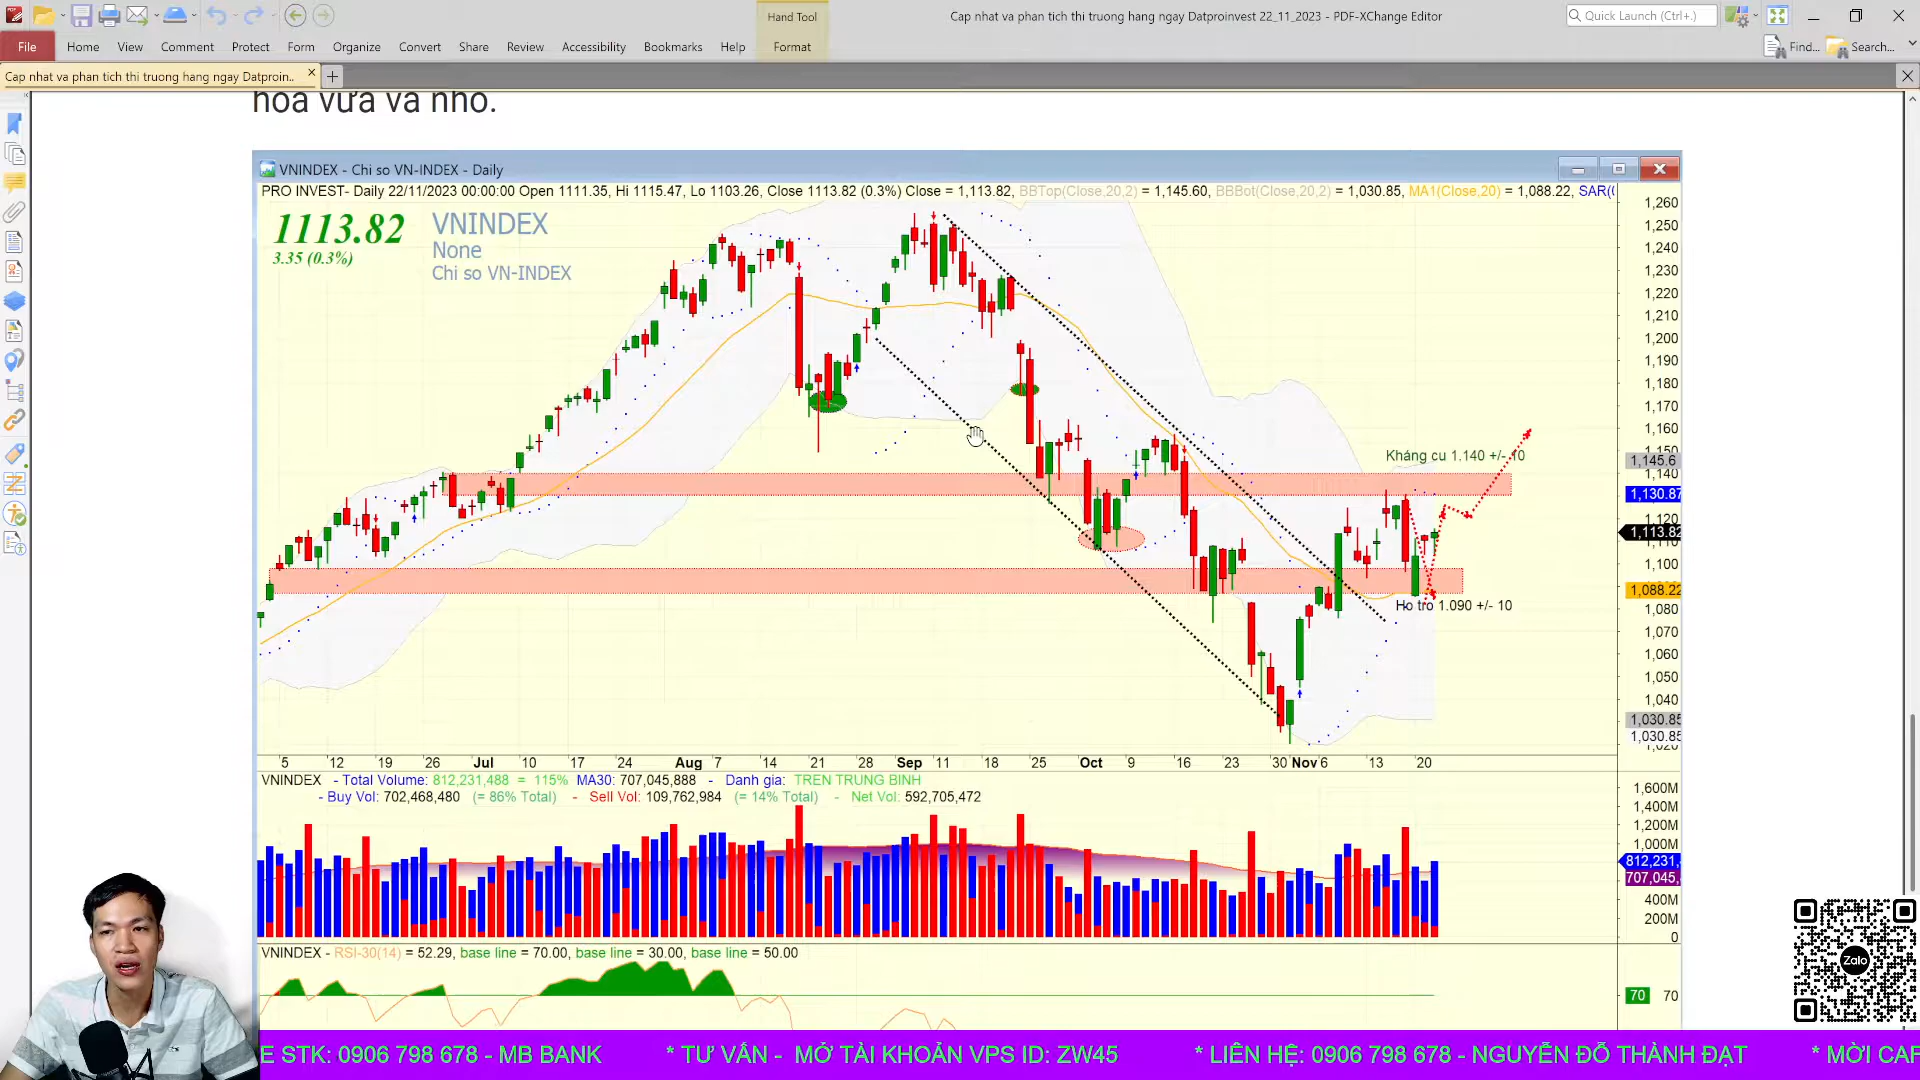 Hand Tool
Cap nhat va phan tich thi truong hang ngay Datproinvest 22_11_2023 - PDF-XChange Editor
Quick Launch (Ctrl+.)
File Home View Comment Protect Form Organize Convert Share Review Accessibility Bookmarks Help Format
Find... Search...
Cap nhat va phan tich thi truong hang ngay Datproin..
hóa vừa và nhỏ.
VNINDEX - Chi so VN-INDEX - Daily
PRO INVEST- Daily 22/11/2023 00:00:00 Open 1111.35, Hi 1115.47, Lo 1103.26, Close 1113.82 (0.3%) Close = 1,113.82, BBTop(Close,20,2) = 1,145.60, BBBot(Close,20,2) = 1,030.85, MA1(Close,20) = 1,088.22, SAR(
1113.82
3.35 (0.3%)
VNINDEX
None
Chi so VN-INDEX
1,260
1,250
1,240
1,230
1,220
1,210
1,200
1,190
1,180
1,170
1,160
Kháng cu 1.140 +/- 10
1,145.6
1,140
1,130.87
1,120
1,113.82
1,100
1,088.22
Ho tro 1.090 +/- 10
1,080
1,070
1,060
1,050
1,040
1,030.85
1,030.85
5 12 19 26 Jul 10 17 24 Aug 7 14 21 28 Sep 11 18 25 Oct 9 16 23 30 Nov 6 13 20
VNINDEX - Total Volume: 812,231,488 = 115% MA30: 707,045,888 - Danh gia: TREN TRUNG BINH
- Buy Vol: 702,468,480 (= 86% Total) - Sell Vol: 109,762,984 (= 14% Total) - Net Vol: 592,705,472
1,600M
1,400M
1,200M
1,000M
812,231,
707,045,
400M
200M
0
VNINDEX - RSI-30(14) = 52.29, base line = 70.00, base line = 30.00, base line = 50.00
70 70
Zalo
E STK: 0906 798 678 - MB BANK * TƯ VẤN - MỞ TÀI KHOẢN VPS ID: ZW45 * LIÊN HỆ: 0906 798 678 - NGUYỄN ĐỖ THÀNH ĐẠT * MỜI CAF